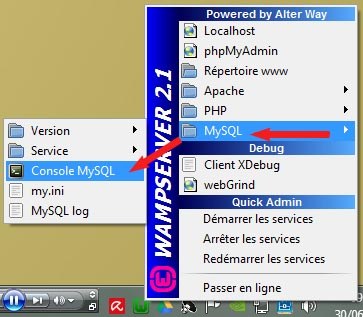 Powered by Alter Way
Localhost
phpMyAdmin
Répertoire www
Apache
PHP
MySQL
Debug
Client XDebug
webGrind
Quick Admin
Démarrer les services
Arrêter les services
Redémarrer les services
Passer en ligne
WAMPSERVER 2.1
Version
Service
Console MySQL
my.ini
MySQL log